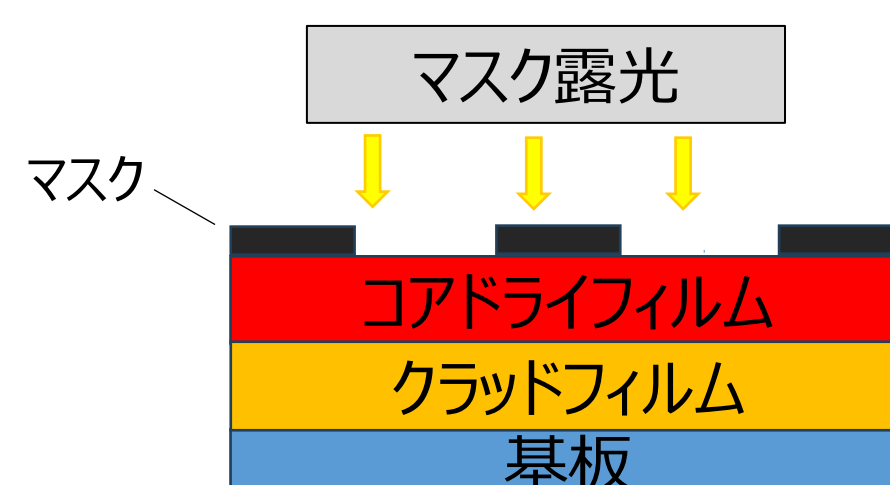 マスク露光
マスク
コアドライフィルム
クラッドフィルム
基板